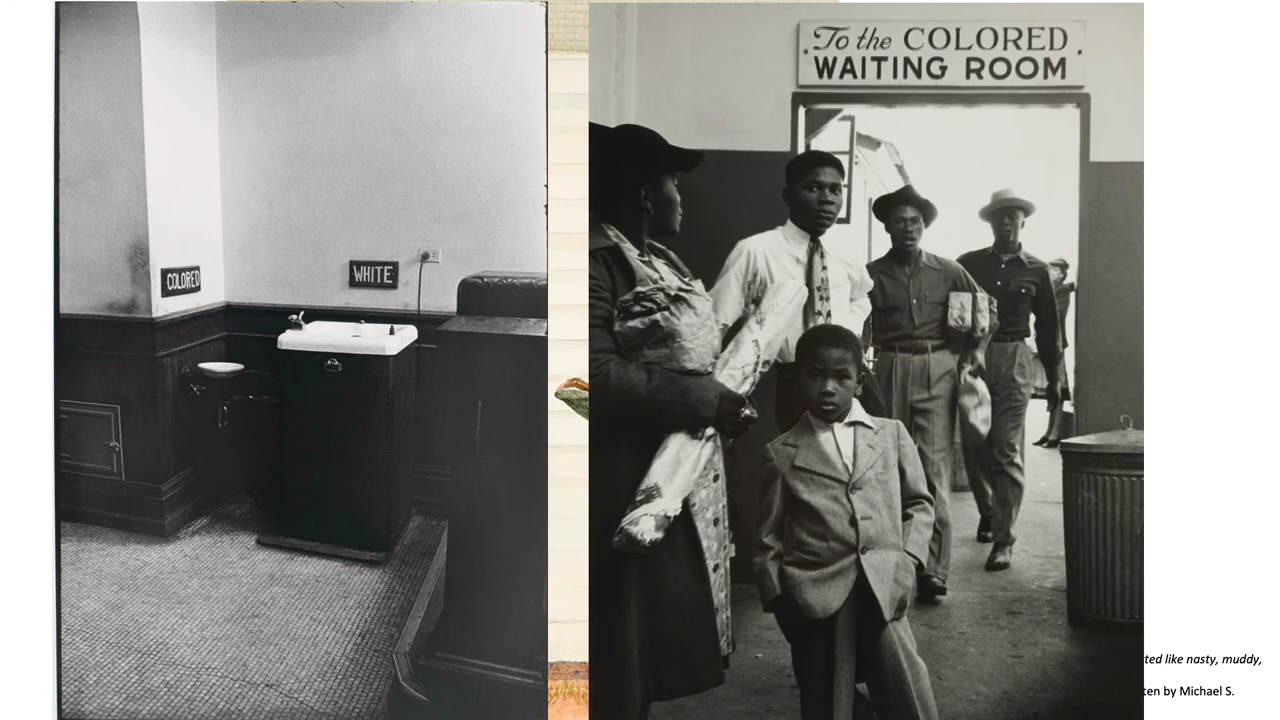 COLORED
WHITE
To the COLORED
WAITING ROOM
ted like nasty, muddy,
ten by Michael S.